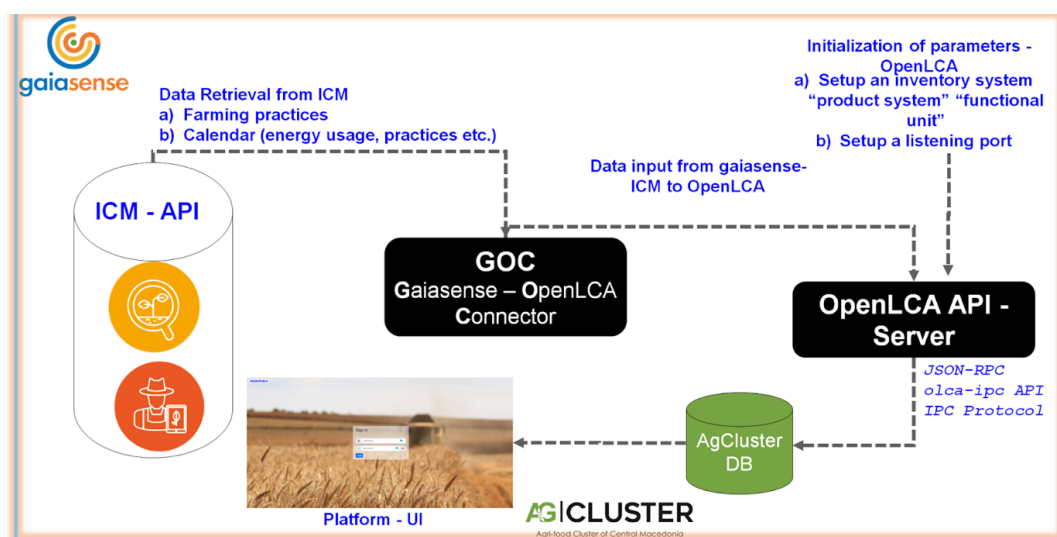 gaiasense
Data Retrieval from ICM
a) Farming practices
b) Calendar (energy usage, practices etc.)
Initialization of parameters -
OpenLCA
a) Setup an inventory system
“product system” “functional
unit”
b) Setup a listening port
Data input from gaiasense-
ICM to OpenLCA
ICM - API
GOC
Gaiasense – OpenLCA
Connector
OpenLCA API -
Server
JSON-RPC
olca-ipc API
IPC Protocol
AgCluster
DB
Sign In
Platform - UI
AG|CLUSTER
Agri-food Cluster of Central Macedonia